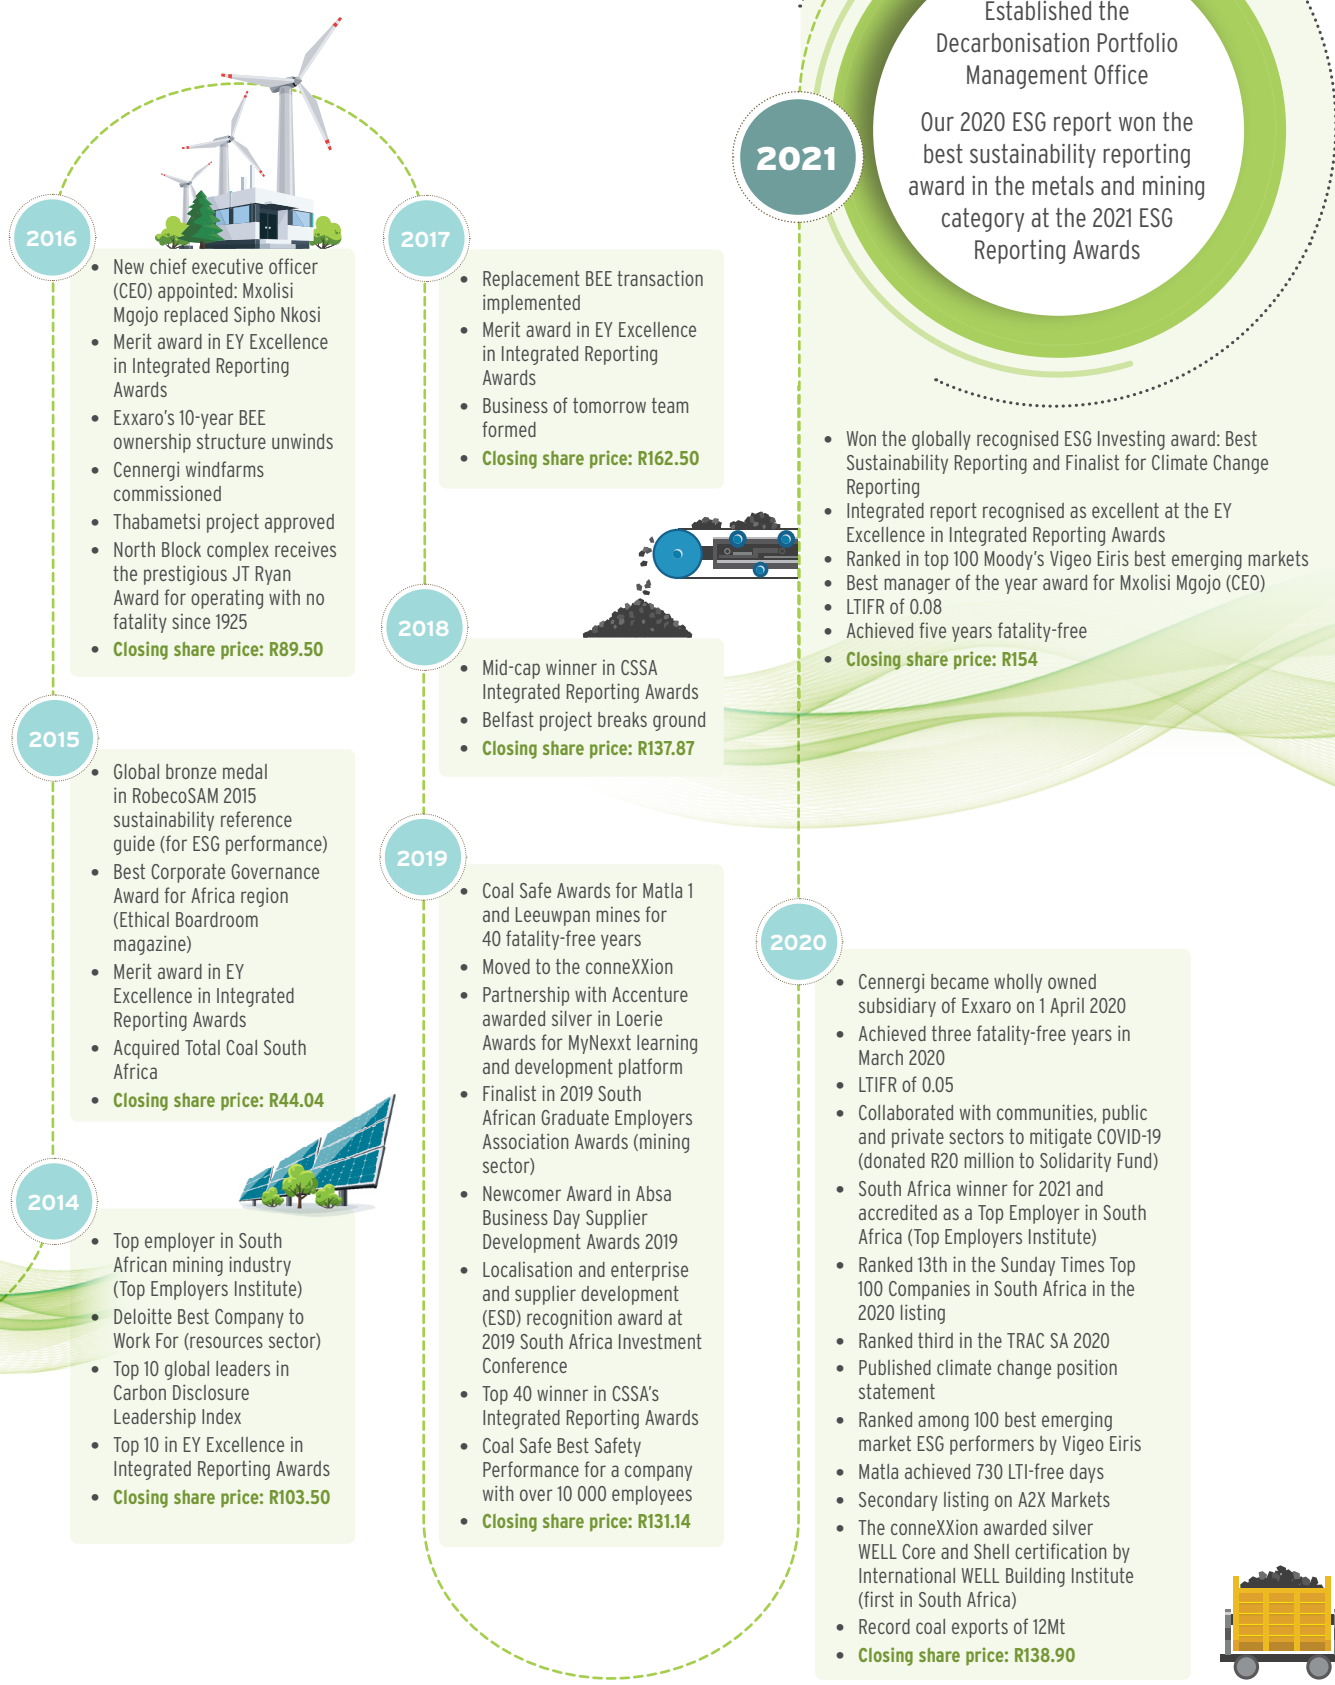 2014
• Top employer in South
African mining industry
(Top Employers Institute)
• Deloitte Best Company to
Work For (resources sector)
• Top 10 global leaders in
Carbon Disclosure
Leadership Index
• Top 10 in EY Excellence in
Integrated Reporting Awards
• Closing share price: R103.50
2015
• Global bronze medal
in RobecoSAM 2015
sustainability reference
guide (for ESG performance)
• Best Corporate Governance
Award for Africa region
(Ethical Boardroom
magazine)
• Merit award in EY
Excellence in Integrated
Reporting Awards
• Acquired Total Coal South
Africa
• Closing share price: R44.04
2016
• New chief executive officer
(CEO) appointed: Mxolisi
Mgojo replaced Sipho Nkosi
• Merit award in EY Excellence
in Integrated Reporting
Awards
• Exxaro's 10-year BEE
ownership structure unwinds
• Cennergi windfarms
commissioned
• Thabametsi project approved
• North Block complex receives
the prestigious JT Ryan
Award for operating with no
fatality since 1925
• Closing share price: R89.50
2017
• Replacement BEE transaction
implemented
• Merit award in EY Excellence
in Integrated Reporting
Awards
• Business of tomorrow team
formed
• Closing share price: R162.50
2018
• Mid-cap winner in CSSA
Integrated Reporting Awards
• Belfast project breaks ground
• Closing share price: R137.87
2019
• Coal Safe Awards for Matla 1
and Leeuwpan mines for
40 fatality-free years
• Moved to the conneXXion
• Partnership with Accenture
awarded silver in Loerie
Awards for MyNexxt learning
and development platform
• Finalist in 2019 South
African Graduate Employers
Association Awards (mining
sector)
• Newcomer Award in Absa
Business Day Supplier
Development Awards 2019
• Localisation and enterprise
and supplier development
(ESD) recognition award at
2019 South Africa Investment
Conference
• Top 40 winner in CSSA's
Integrated Reporting Awards
• Coal Safe Best Safety
Performance for a company
with over 10 000 employees
• Closing share price: R131.14
2020
• Cennergi became wholly owned
subsidiary of Exxaro on 1 April 2020
• Achieved three fatality-free years in
March 2020
• LTIFR of 0.05
• Collaborated with communities, public
and private sectors to mitigate COVID-19
(donated R20 million to Solidarity Fund)
• South Africa winner for 2021 and
accredited as a Top Employer in South
Africa (Top Employers Institute)
• Ranked 13th in the Sunday Times Top
100 Companies in South Africa in the
2020 listing
• Ranked third in the TRAC SA 2020
• Published climate change position
statement
• Ranked among 100 best emerging
market ESG performers by Vigeo Eiris
• Matla achieved 730 LTI-free days
• Secondary listing on A2X Markets
• The conneXXion awarded silver
WELL Core and Shell certification by
International WELL Building Institute
(first in South Africa)
• Record coal exports of 12Mt
• Closing share price: R138.90
2021
Established the
Decarbonisation Portfolio
Management Office
Our 2020 ESG report won the
best sustainability reporting
award in the metals and mining
category at the 2021 ESG
Reporting Awards
• Won the globally recognised ESG Investing award: Best
Sustainability Reporting and Finalist for Climate Change
Reporting
• Integrated report recognised as excellent at the EY
Excellence in Integrated Reporting Awards
• Ranked in top 100 Moody's Vigeo Eiris best emerging markets
• Best manager of the year award for Mxolisi Mgojo (CEO)
• LTIFR of 0.08
• Achieved five years fatality-free
• Closing share price: R154